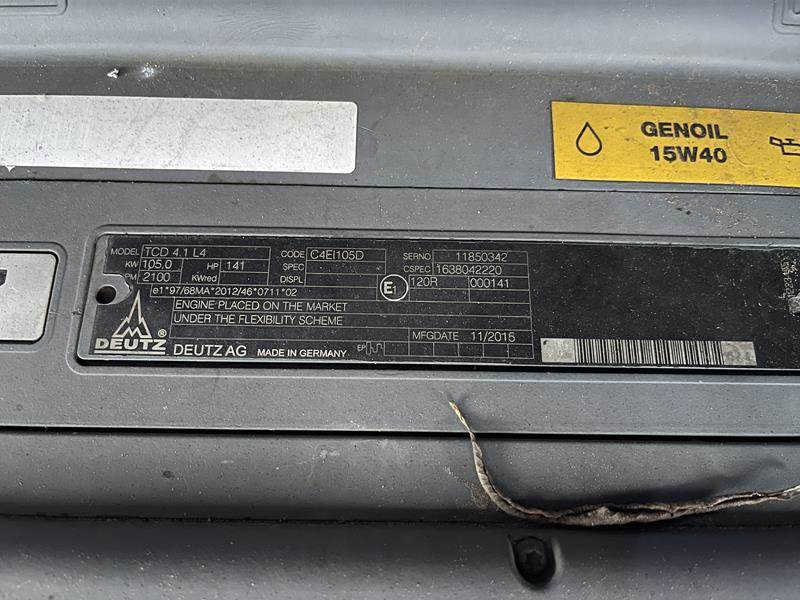 GENOIL
15W40
MODEL TCD 4.1 L4 CODE C4EI105D SERNO 11850342
KW 105.0 HP 141 SPEC CSPEC 1638042220
RPM 2100 KWred DISPL E1 120R 000141
e1*97/68MA*2012/46*0711*02
ENGINE PLACED ON THE MARKET
UNDER THE FLEXIBILITY SCHEME
MFGDATE 11/2015
DEUTZ ® DEUTZ AG MADE IN GERMANY EP